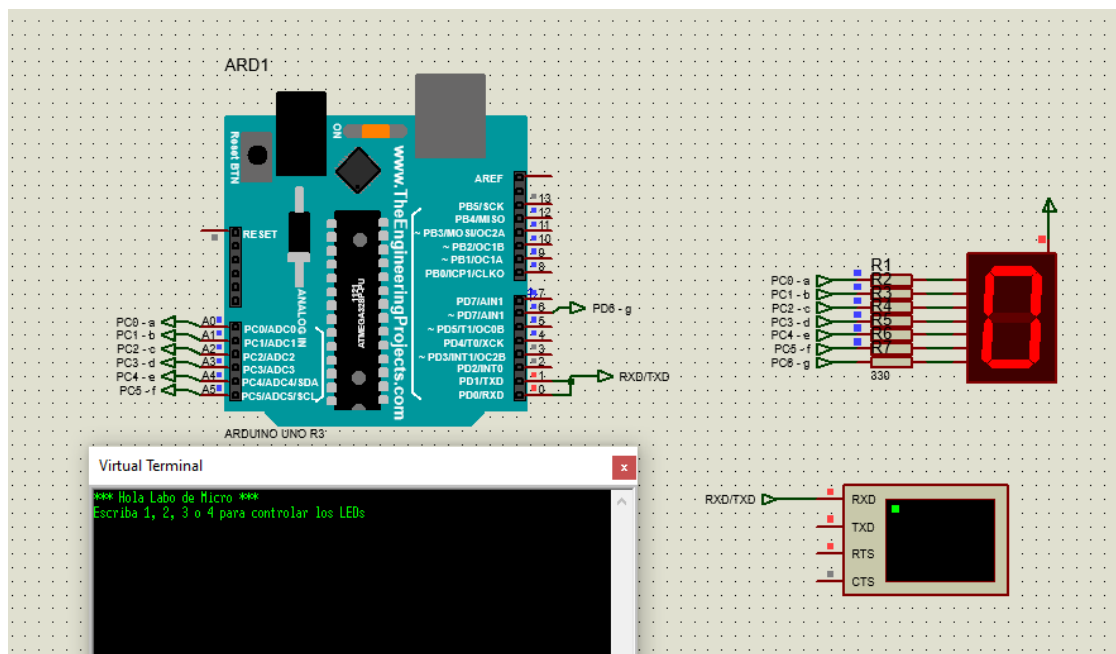 ARD1
ON
Reset BTN
www.TheEngineeringProjects.com
ATMEGA328P-PU
1121
ANALOG IN
RESET
AREF
PB5/SCK
PB4/MISO
~ PB3/MOSI/OC2A
~ PB2/OC1B
~ PB1/OC1A
PB0/ICP1/CLKO
PD7/AIN1
~ PD7/AIN1
~ PD5/T1/OC0B
PD4/T0/XCK
~ PD3/INT1/OC2B
PD2/INT0
PD1/TXD
PD0/RXD
13
12
11
10
9
8
7
6
5
4
3
2
1
0
PC0 - a
PC1 - b
PC2 - c
PC3 - d
PC4 - e
PC5 -f
A0
A1
A2
A3
A4
A5
PC0/ADC0
PC1/ADC1
PC2/ADC2
PC3/ADC3
PC4/ADC4/SDA
PC5/ADC5/SCL
PD6 - g
RXD/TXD
ARDUINO UNO R3
R1
R2
R3
R4
R5
R6
R7
330
PC0 - a
PC1 - b
PC2 - c
PC3 - d
PC4 - e
PC5 - f
PC6 - g
0
Virtual Terminal
x
*** Hola Labo de Micro ***
Escriba 1, 2, 3 o 4 para controlar los LEDs
RXD/TXD
RXD
TXD
RTS
CTS